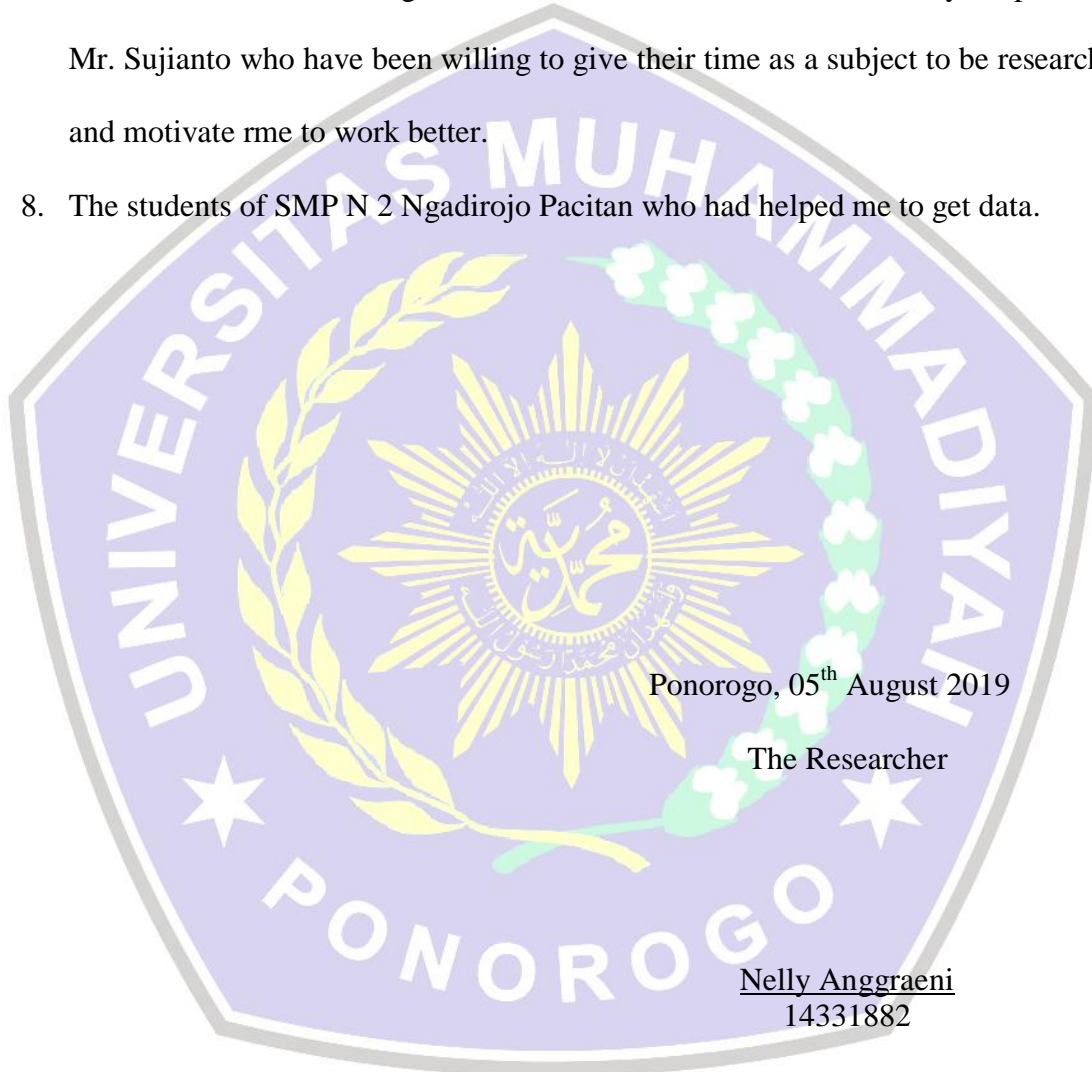 Mr. Sujianto who have been willing to give their time as a subject to be research
and motivate rme to work better.
8. The students of SMP N 2 Ngadirojo Pacitan who had helped me to get data.
UNIVERSITAS MUHAMMADIYAH
محمدية
Ponorogo, 05th August 2019
The Researcher
PONOROGO
Nelly Anggraeni
14331882